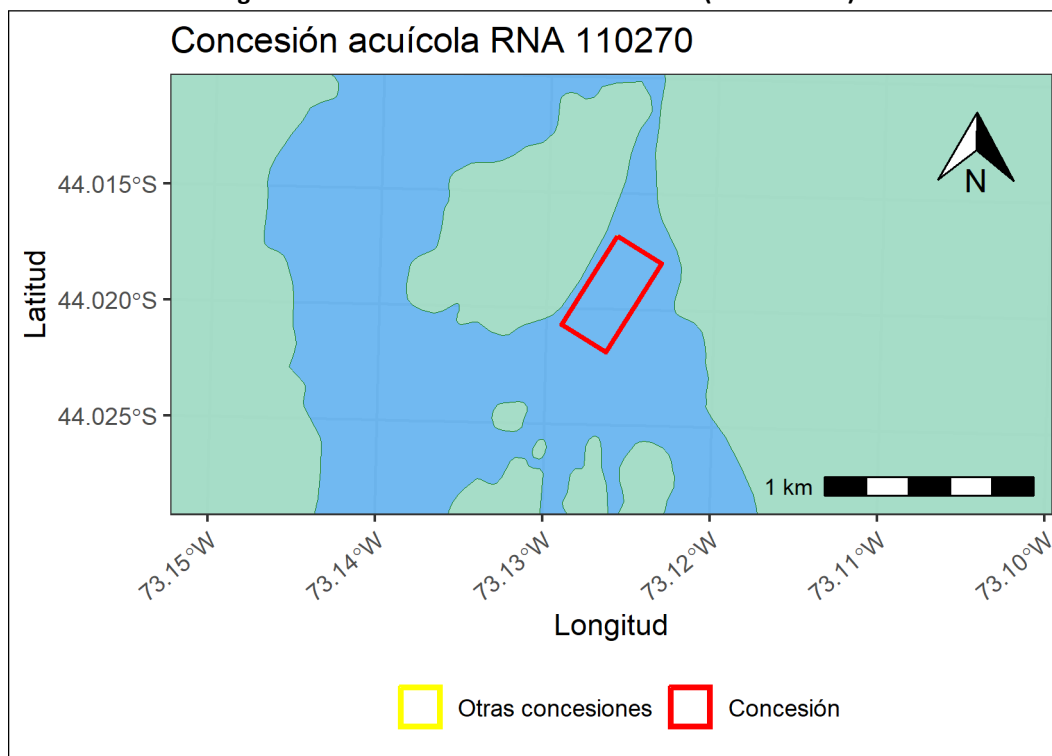 Concesión acuícola RNA 110270
N
44.015°S
44.020°S
44.025°S
Latitud
1 km
73.15°W
73.14°W
73.13°W
73.12°W
73.11°W
73.10°W
Longitud
Otras concesiones
Concesión